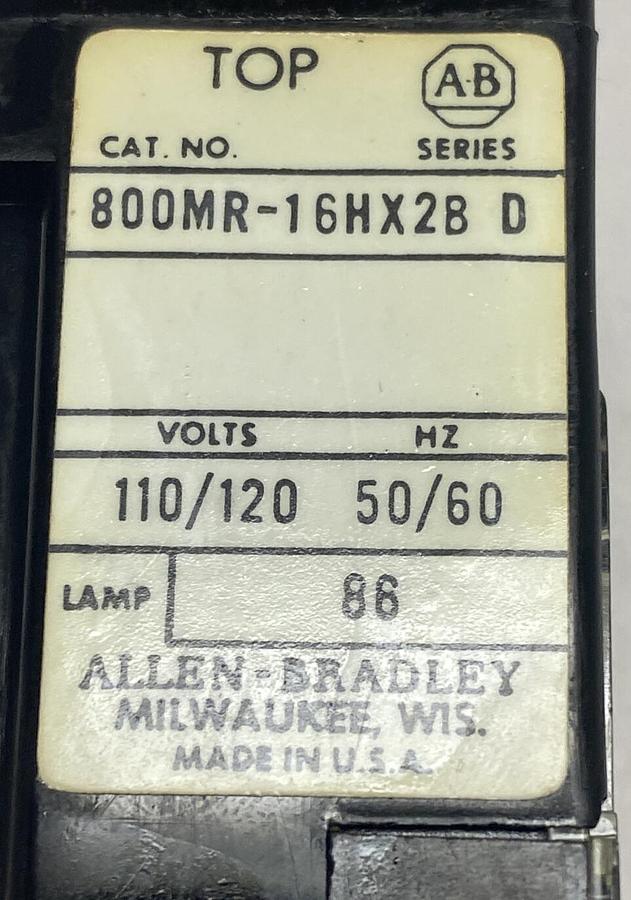 TOP A-B
CAT. NO. SERIES
800MR-16HX2B D
VOLTS HZ
110/120 50/60
LAMP 86
ALLEN-BRADLEY
MILWAUKEE, WIS.
MADE IN U.S.A.